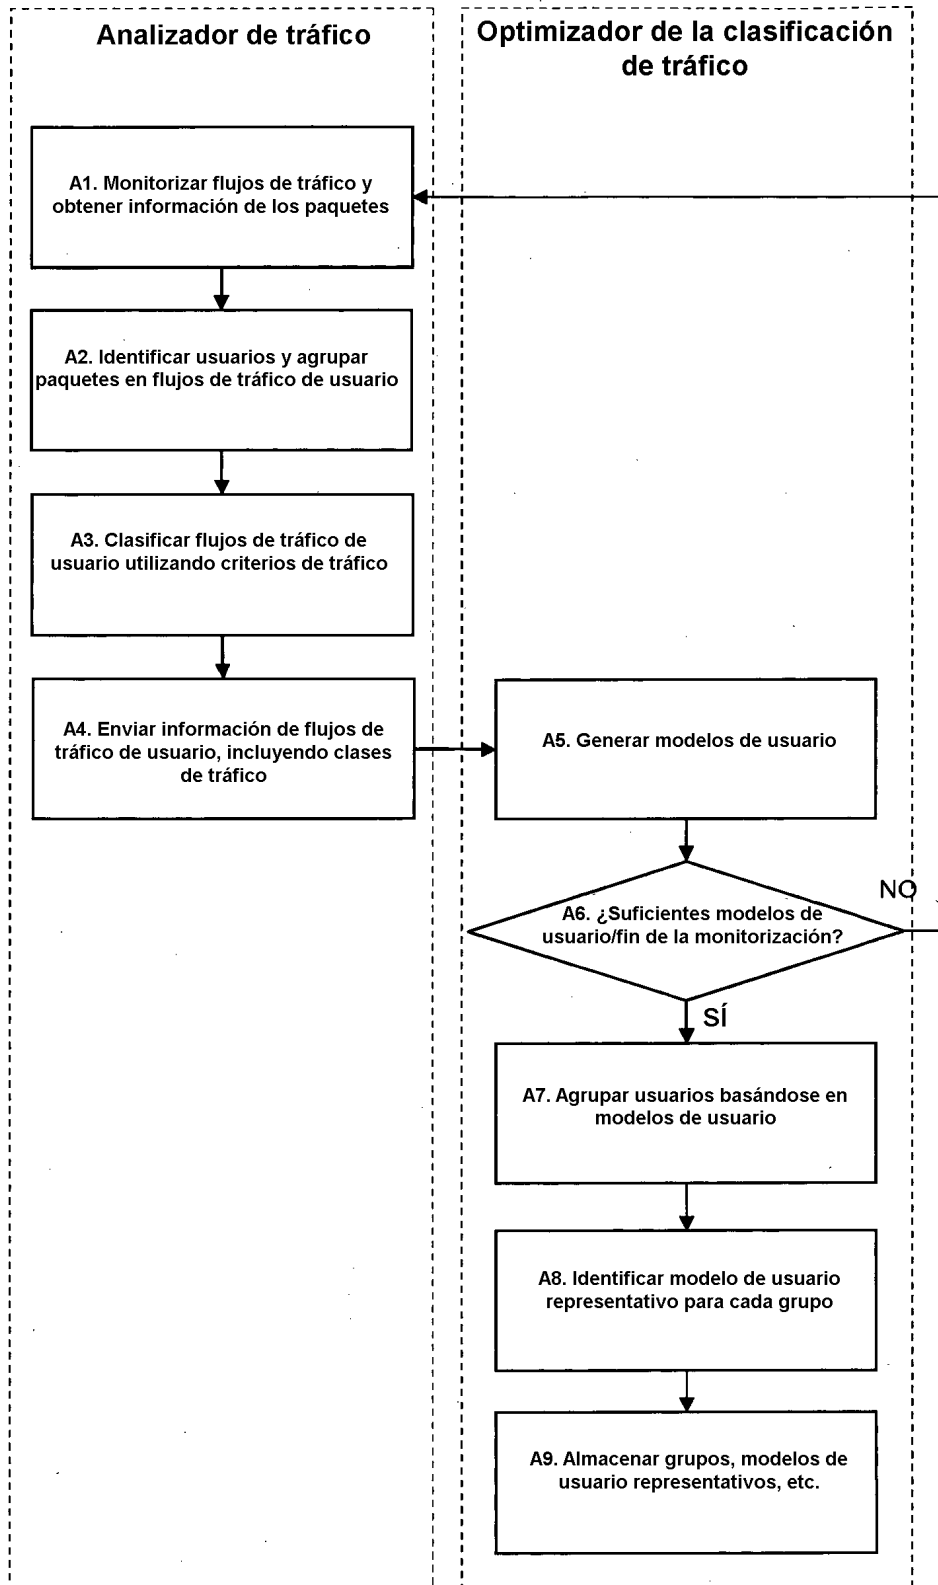 Analizador de tráfico
Optimizador de la clasificación
de tráfico
A1. Monitorizar flujos de tráfico y
obtener información de los paquetes
A2. Identificar usuarios y agrupar
paquetes en flujos de tráfico de usuario
A3. Clasificar flujos de tráfico de
usuario utilizando criterios de tráfico
A4. Enviar información de flujos de
tráfico de usuario, incluyendo clases
de tráfico
A5. Generar modelos de usuario
NO
A6. ¿Suficientes modelos de
usuario/fin de la monitorización?
SÍ
A7. Agrupar usuarios basándose en
modelos de usuario
A8. Identificar modelo de usuario
representativo para cada grupo
A9. Almacenar grupos, modelos de
usuario representativos, etc.